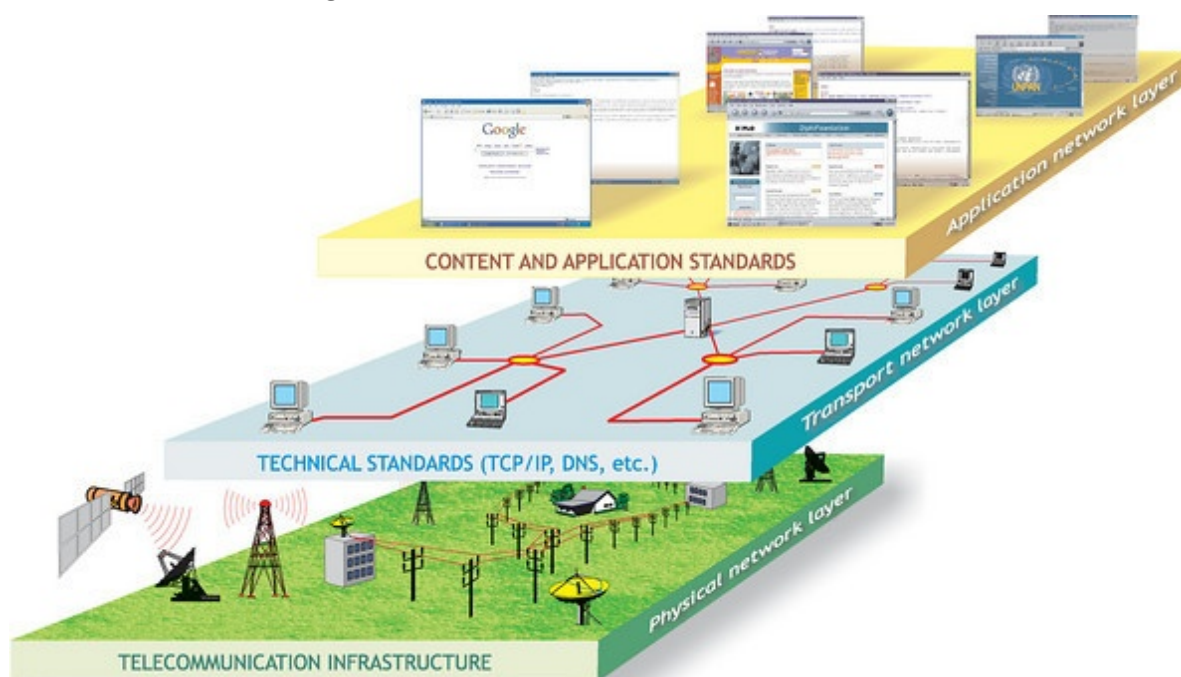 Google
UNPAN
DiploFoundation
Application network layer
CONTENT AND APPLICATION STANDARDS
Transport network layer
TECHNICAL STANDARDS (TCP/IP, DNS, etc.)
Physical network layer
TELECOMMUNICATION INFRASTRUCTURE